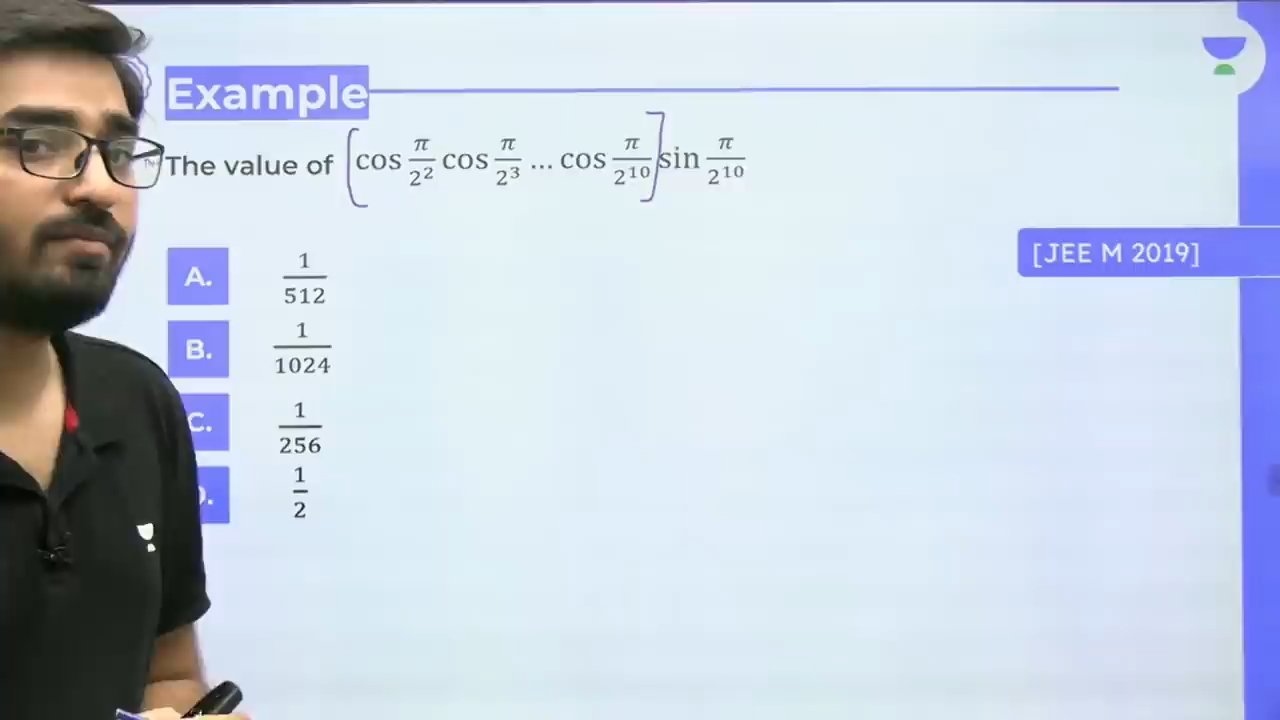 Example
The value of [cos π/2² cos π/2³ ... cos π/2¹⁰] sin π/2¹⁰
[JEE M 2019]
A. 1/512
B. 1/1024
C. 1/256
D. 1/2